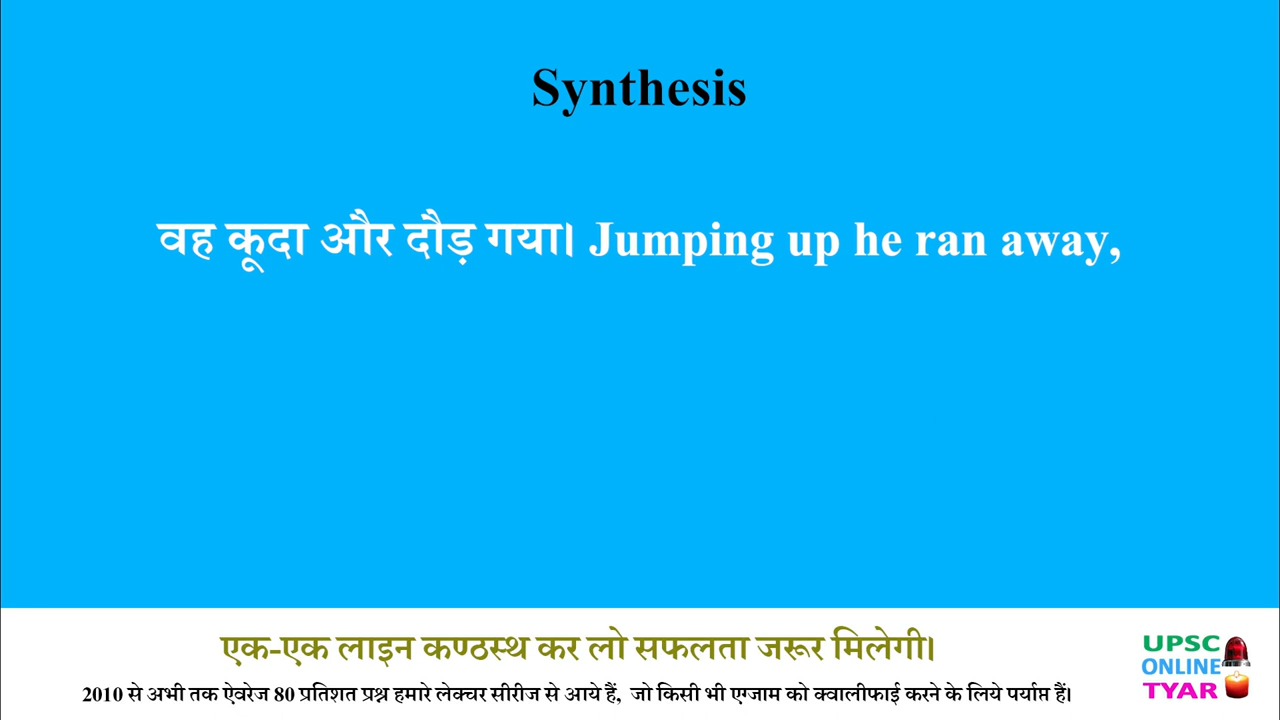 Synthesis
वह कूदा और दौड़ गया। Jumping up he ran away,
एक-एक लाइन कण्ठस्थ कर लो सफलता जरूर मिलेगी।
2010 से अभी तक ऐवरेज 80 प्रतिशत प्रश्न हमारे लेक्चर सीरीज से आये हैं, जो किसी भी एग्जाम को क्वालीफाई करने के लिये पर्याप्त हैं।
UPSC
ONLINE
TYAR